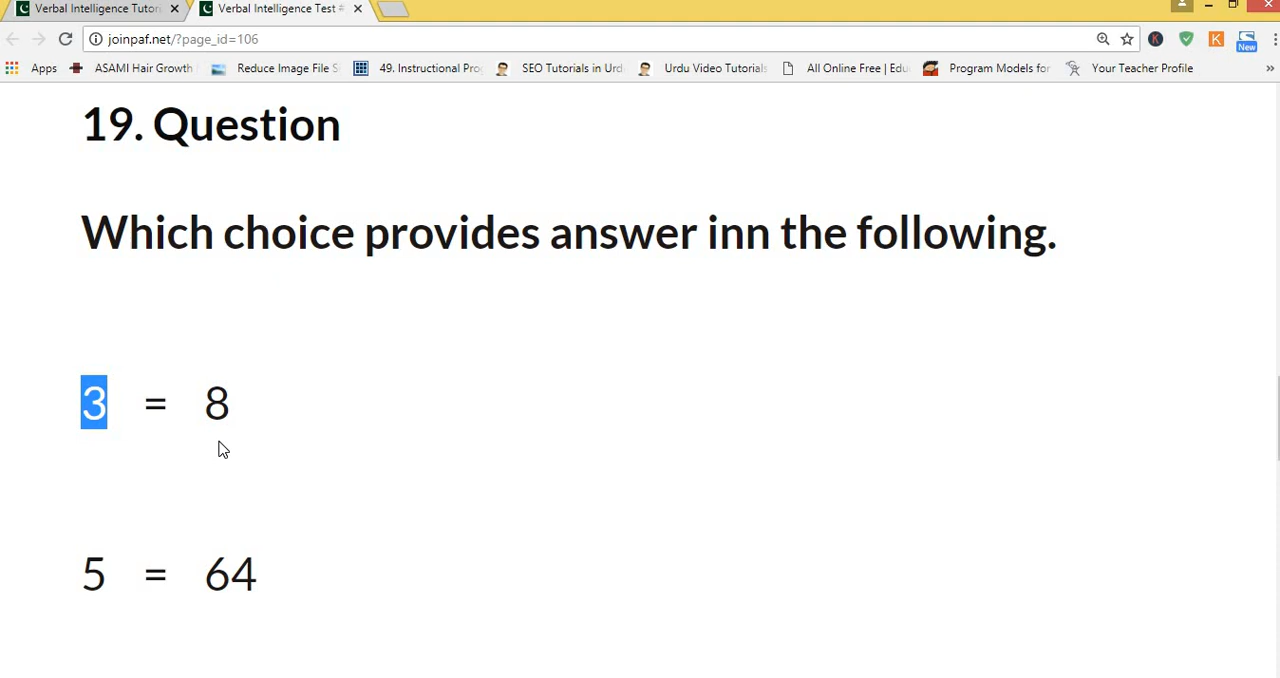 Verbal Intelligence Tutori
Verbal Intelligence Test #
joinpaf.net/?page_id=106
Apps
ASAMI Hair Growth
Reduce Image File S
49. Instructional Pro
SEO Tutorials in Urd
Urdu Video Tutorials
All Online Free | Edu
Program Models for
Your Teacher Profile
»
K
K
New
19. Question
Which choice provides answer inn the following.
3 = 8
5 = 64